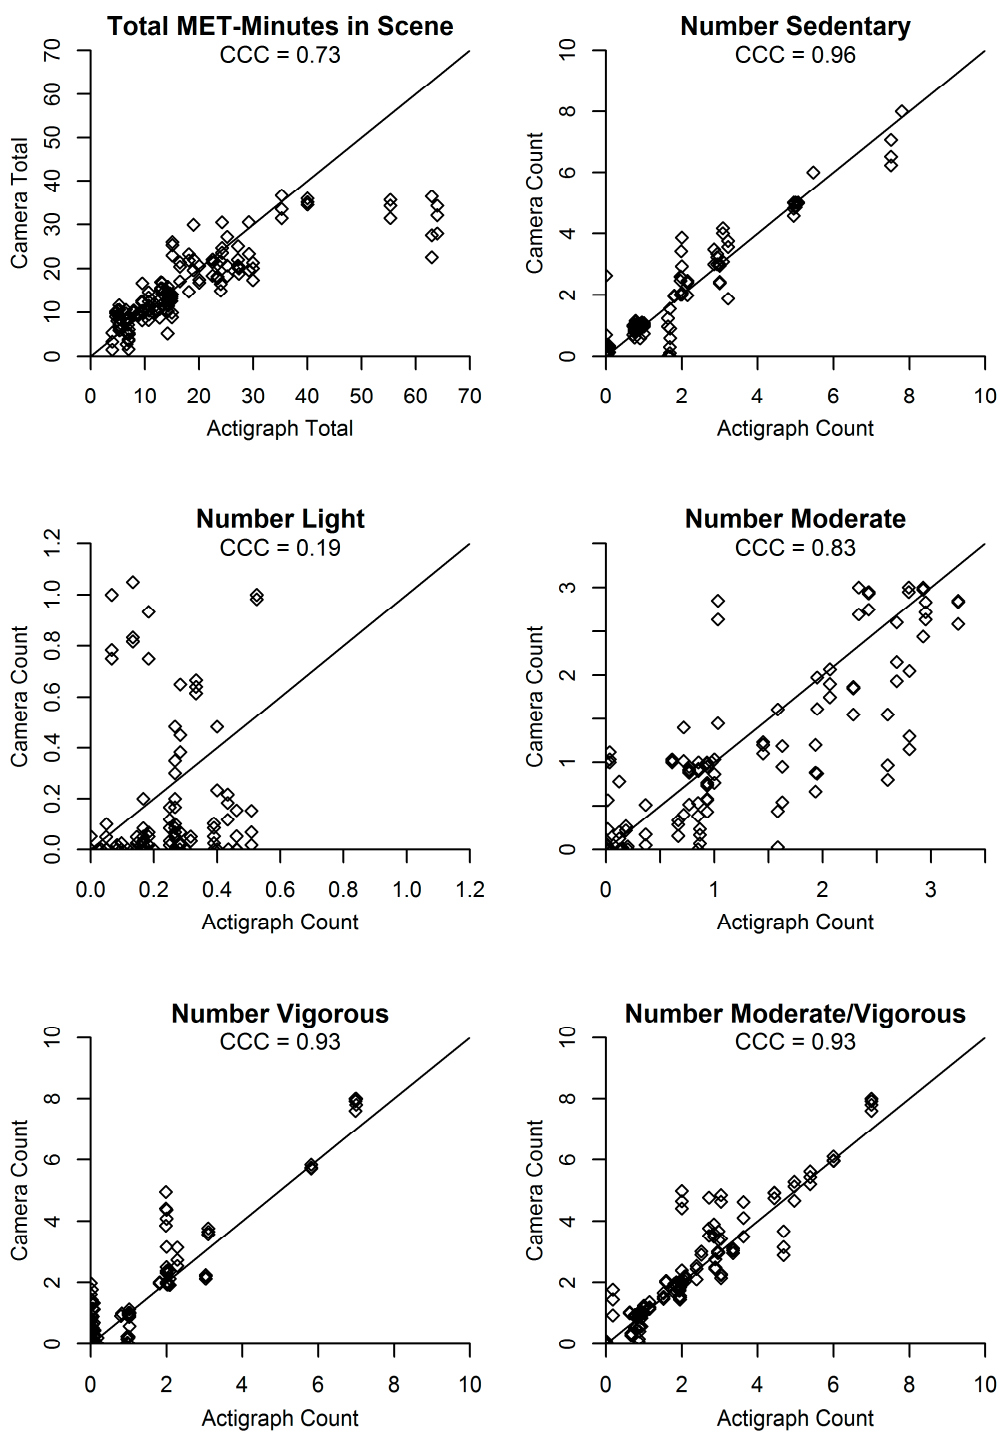 Total MET-Minutes in Scene
CCC = 0.73
Camera Total
0 10 20 30 40 50 60 70
0 10 20 30 40 50 60 70
Actigraph Total
Number Sedentary
CCC = 0.96
Camera Count
0 2 4 6 8 10
0 2 4 6 8 10
Actigraph Count
Number Light
CCC = 0.19
Camera Count
0.0 0.2 0.4 0.6 0.8 1.0 1.2
0.0 0.2 0.4 0.6 0.8 1.0 1.2
Actigraph Count
Number Moderate
CCC = 0.83
Camera Count
0 1 2 3
0 1 2 3
Actigraph Count
Number Vigorous
CCC = 0.93
Camera Count
0 2 4 6 8 10
0 2 4 6 8 10
Actigraph Count
Number Moderate/Vigorous
CCC = 0.93
Camera Count
0 2 4 6 8 10
0 2 4 6 8 10
Actigraph Count